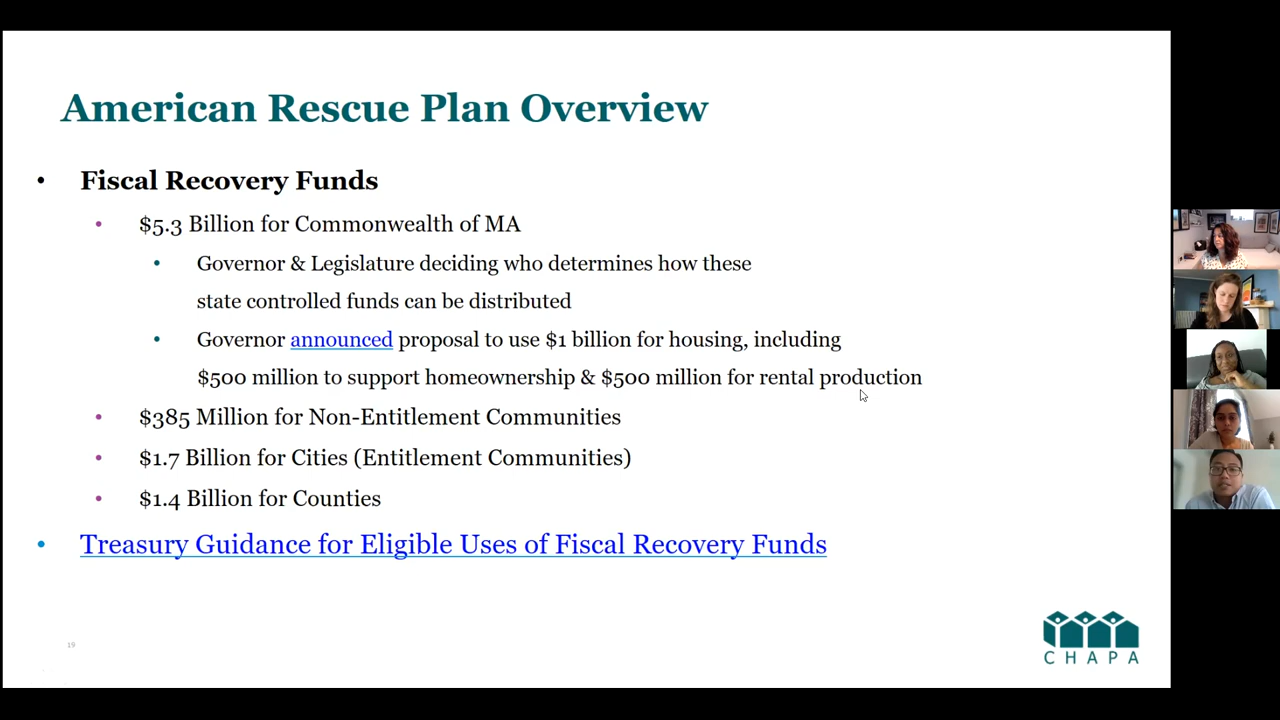 American Rescue Plan Overview
• Fiscal Recovery Funds
• $5.3 Billion for Commonwealth of MA
• Governor & Legislature deciding who determines how these
state controlled funds can be distributed
• Governor announced proposal to use $1 billion for housing, including
$500 million to support homeownership & $500 million for rental production
• $385 Million for Non-Entitlement Communities
• $1.7 Billion for Cities (Entitlement Communities)
• $1.4 Billion for Counties
• Treasury Guidance for Eligible Uses of Fiscal Recovery Funds
19
CHAPA